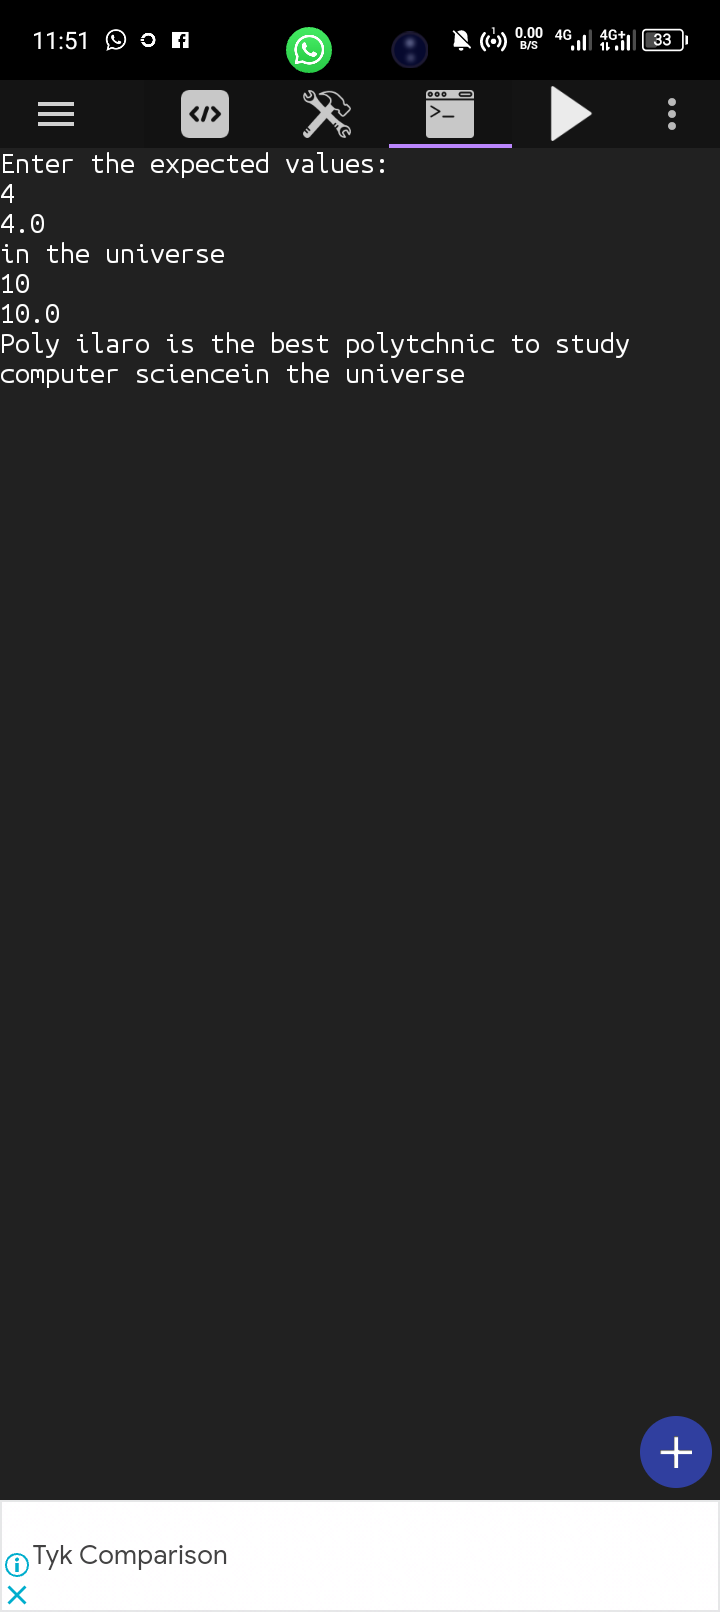 11:51
0.00
B/S
4G
4G+
33
Enter the expected values:
4
4.0
in the universe
10
10.0
Poly ilaro is the best polytchnic to study
computer sciencein the universe
Tyk Comparison